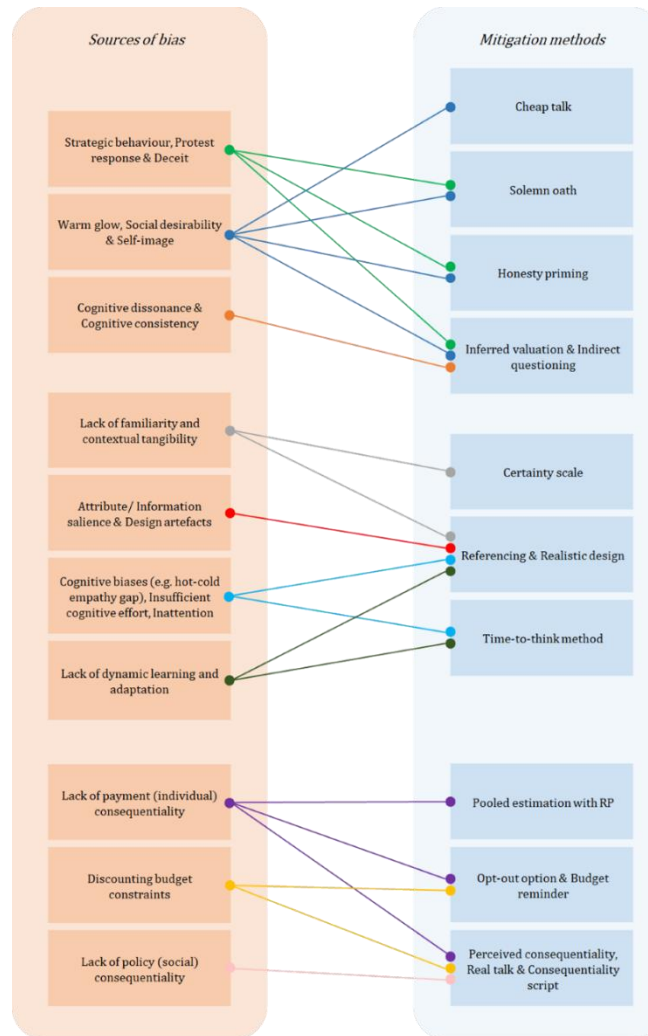 Sources of bias
Strategic behaviour, Protest
response & Deceit
Warm glow, Social desirability
& Self-image
Cognitive dissonance &
Cognitive consistency
Lack of familiarity and
contextual tangibility
Attribute/ Information
salience & Design artefacts
Cognitive biases (e.g. hot-cold
empathy gap), Insufficient
cognitive effort, Inattention
Lack of dynamic learning and
adaptation
Lack of payment (individual)
consequentiality
Discounting budget
constraints
Lack of policy (social)
consequentiality
Mitigation methods
Cheap talk
Solemn oath
Honesty priming
Inferred valuation & Indirect
questioning
Certainty scale
Referencing & Realistic design
Time-to-think method
Pooled estimation with RP
Opt-out option & Budget
reminder
Perceived consequentiality,
Real talk & Consequentiality
script